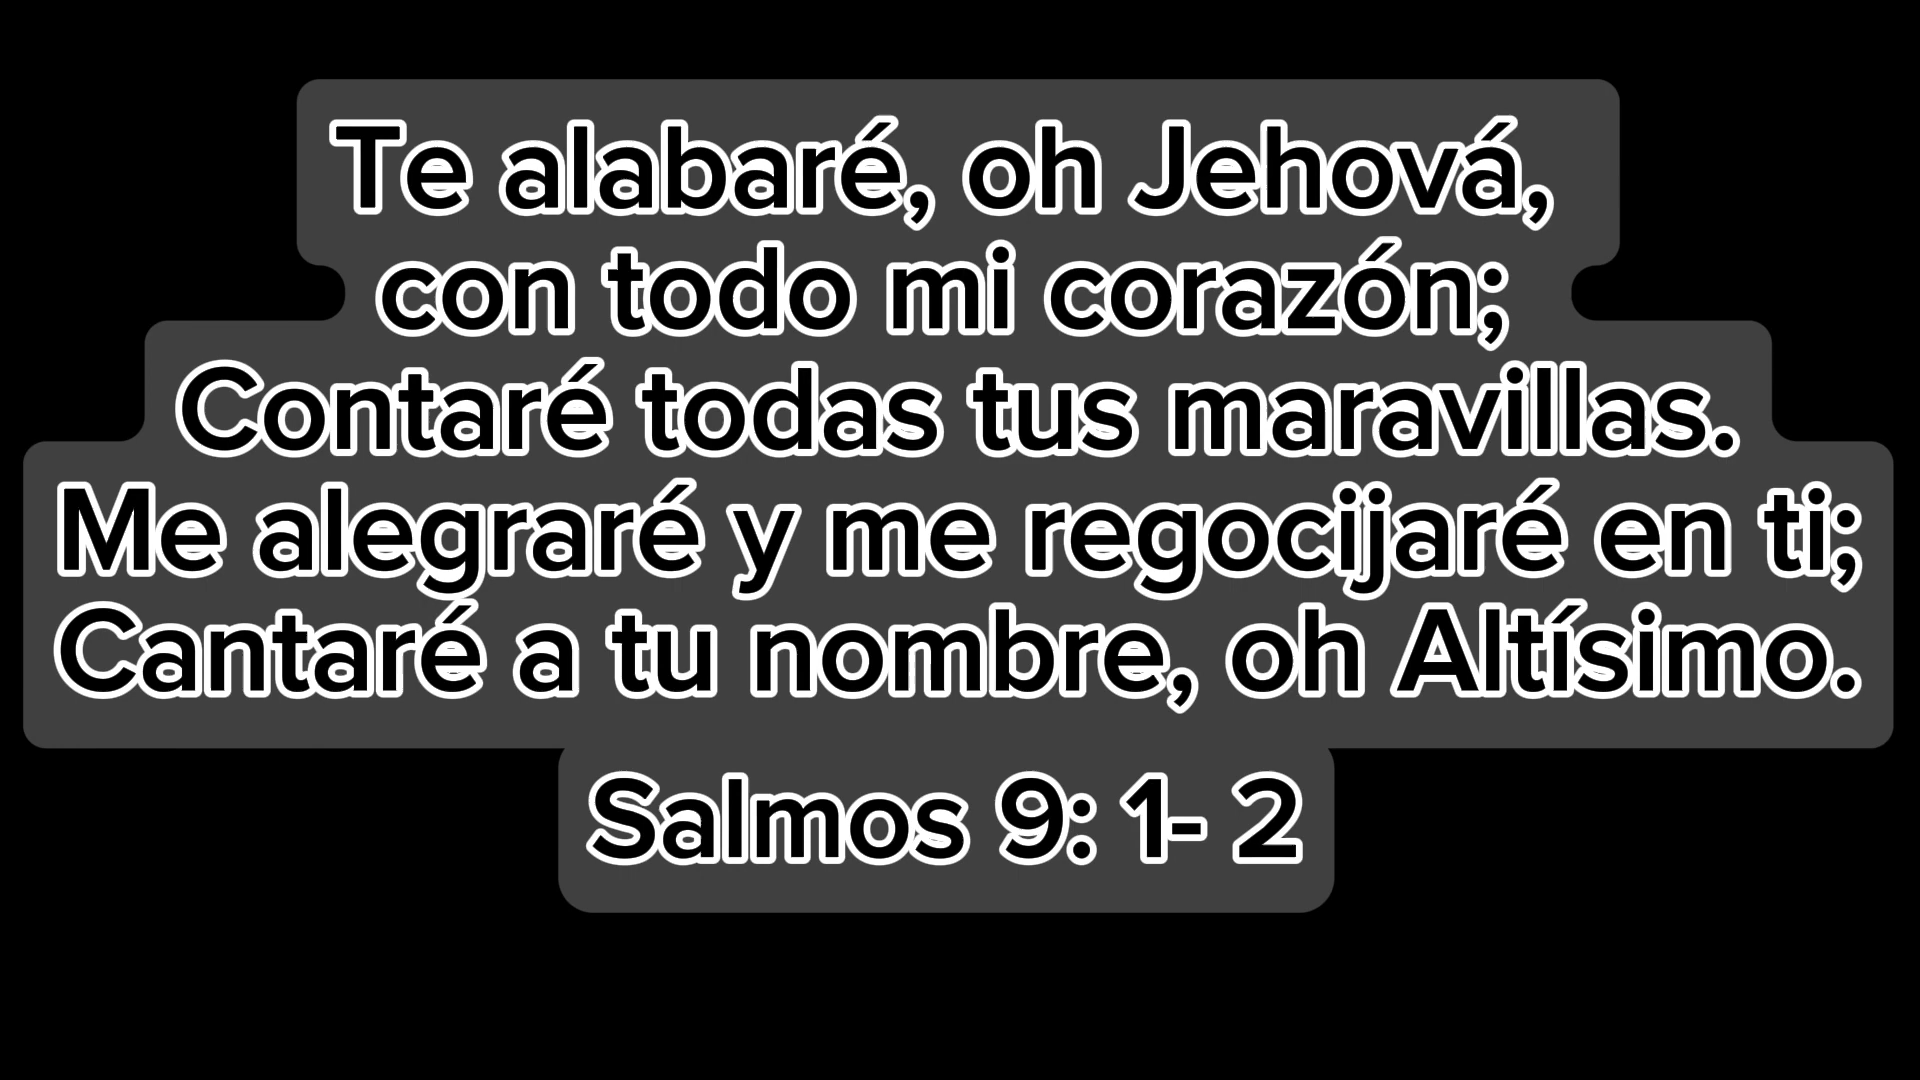 Te alabaré, oh Jehová,
con todo mi corazón;
Contaré todas tus maravillas.
Me alegraré y me regocijaré en ti;
Cantaré a tu nombre, oh Altísimo.
Salmos 9: 1- 2